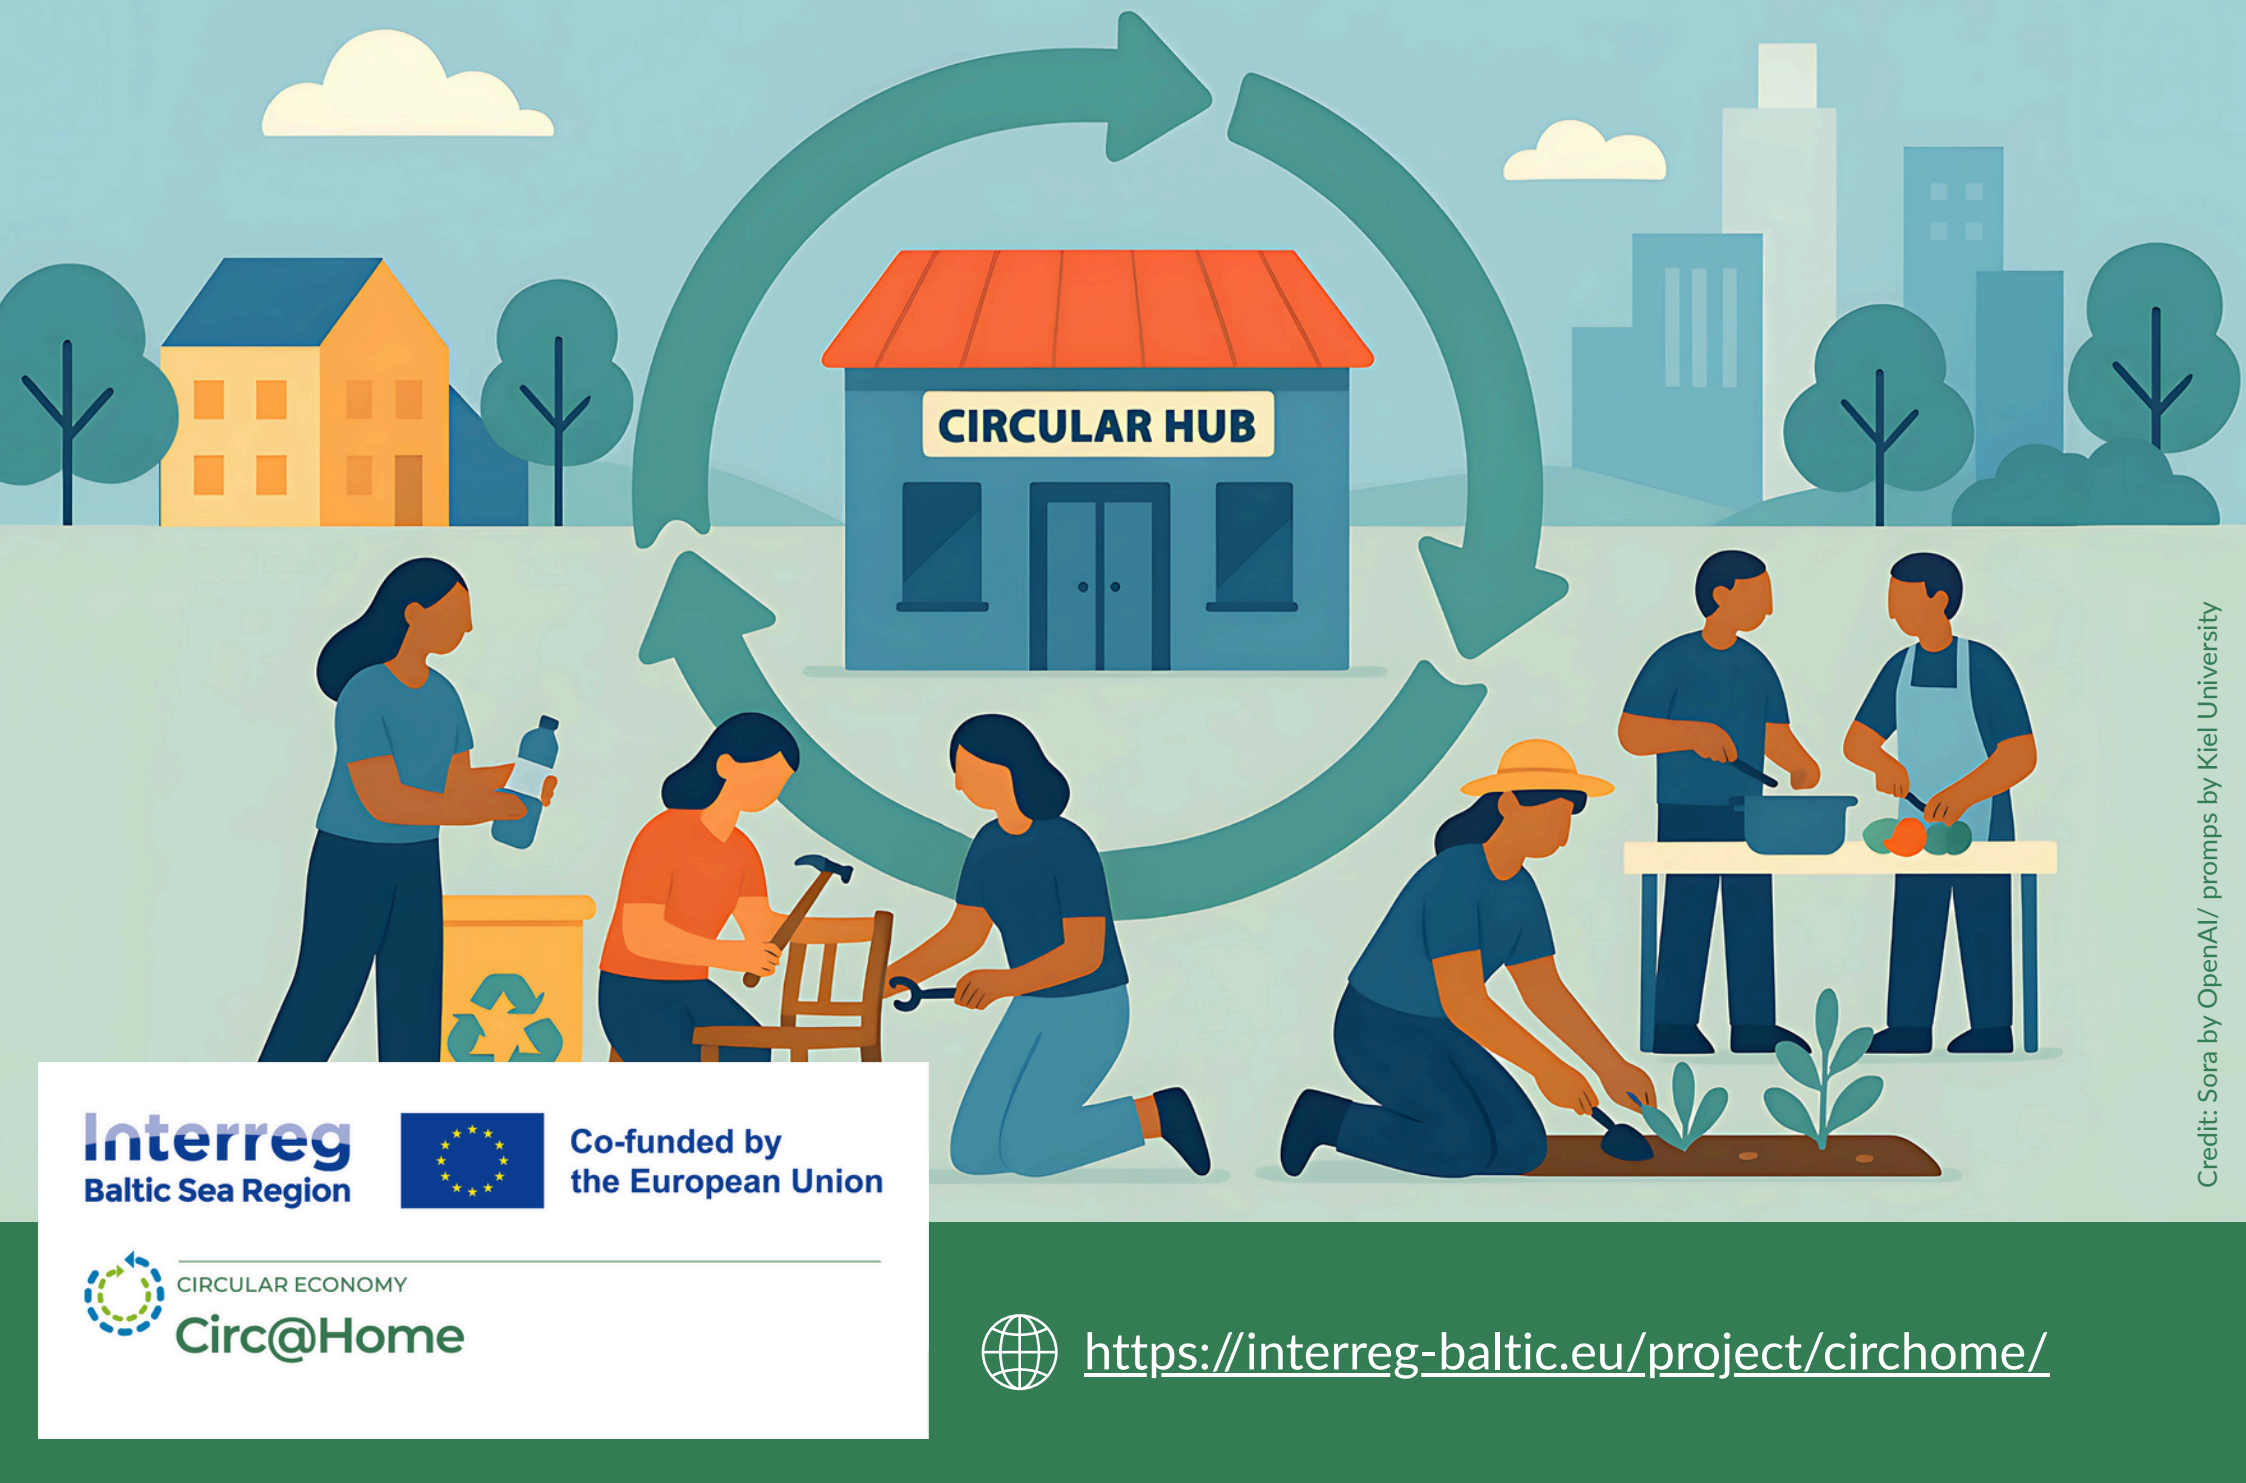 CIRCULAR HUB
Credit: Sora by OpenAI/ promps by Kiel University
Interreg
Baltic Sea Region
Co-funded by
the European Union
CIRCULAR ECONOMY
Circ@Home
https://interreg-baltic.eu/project/circhome/